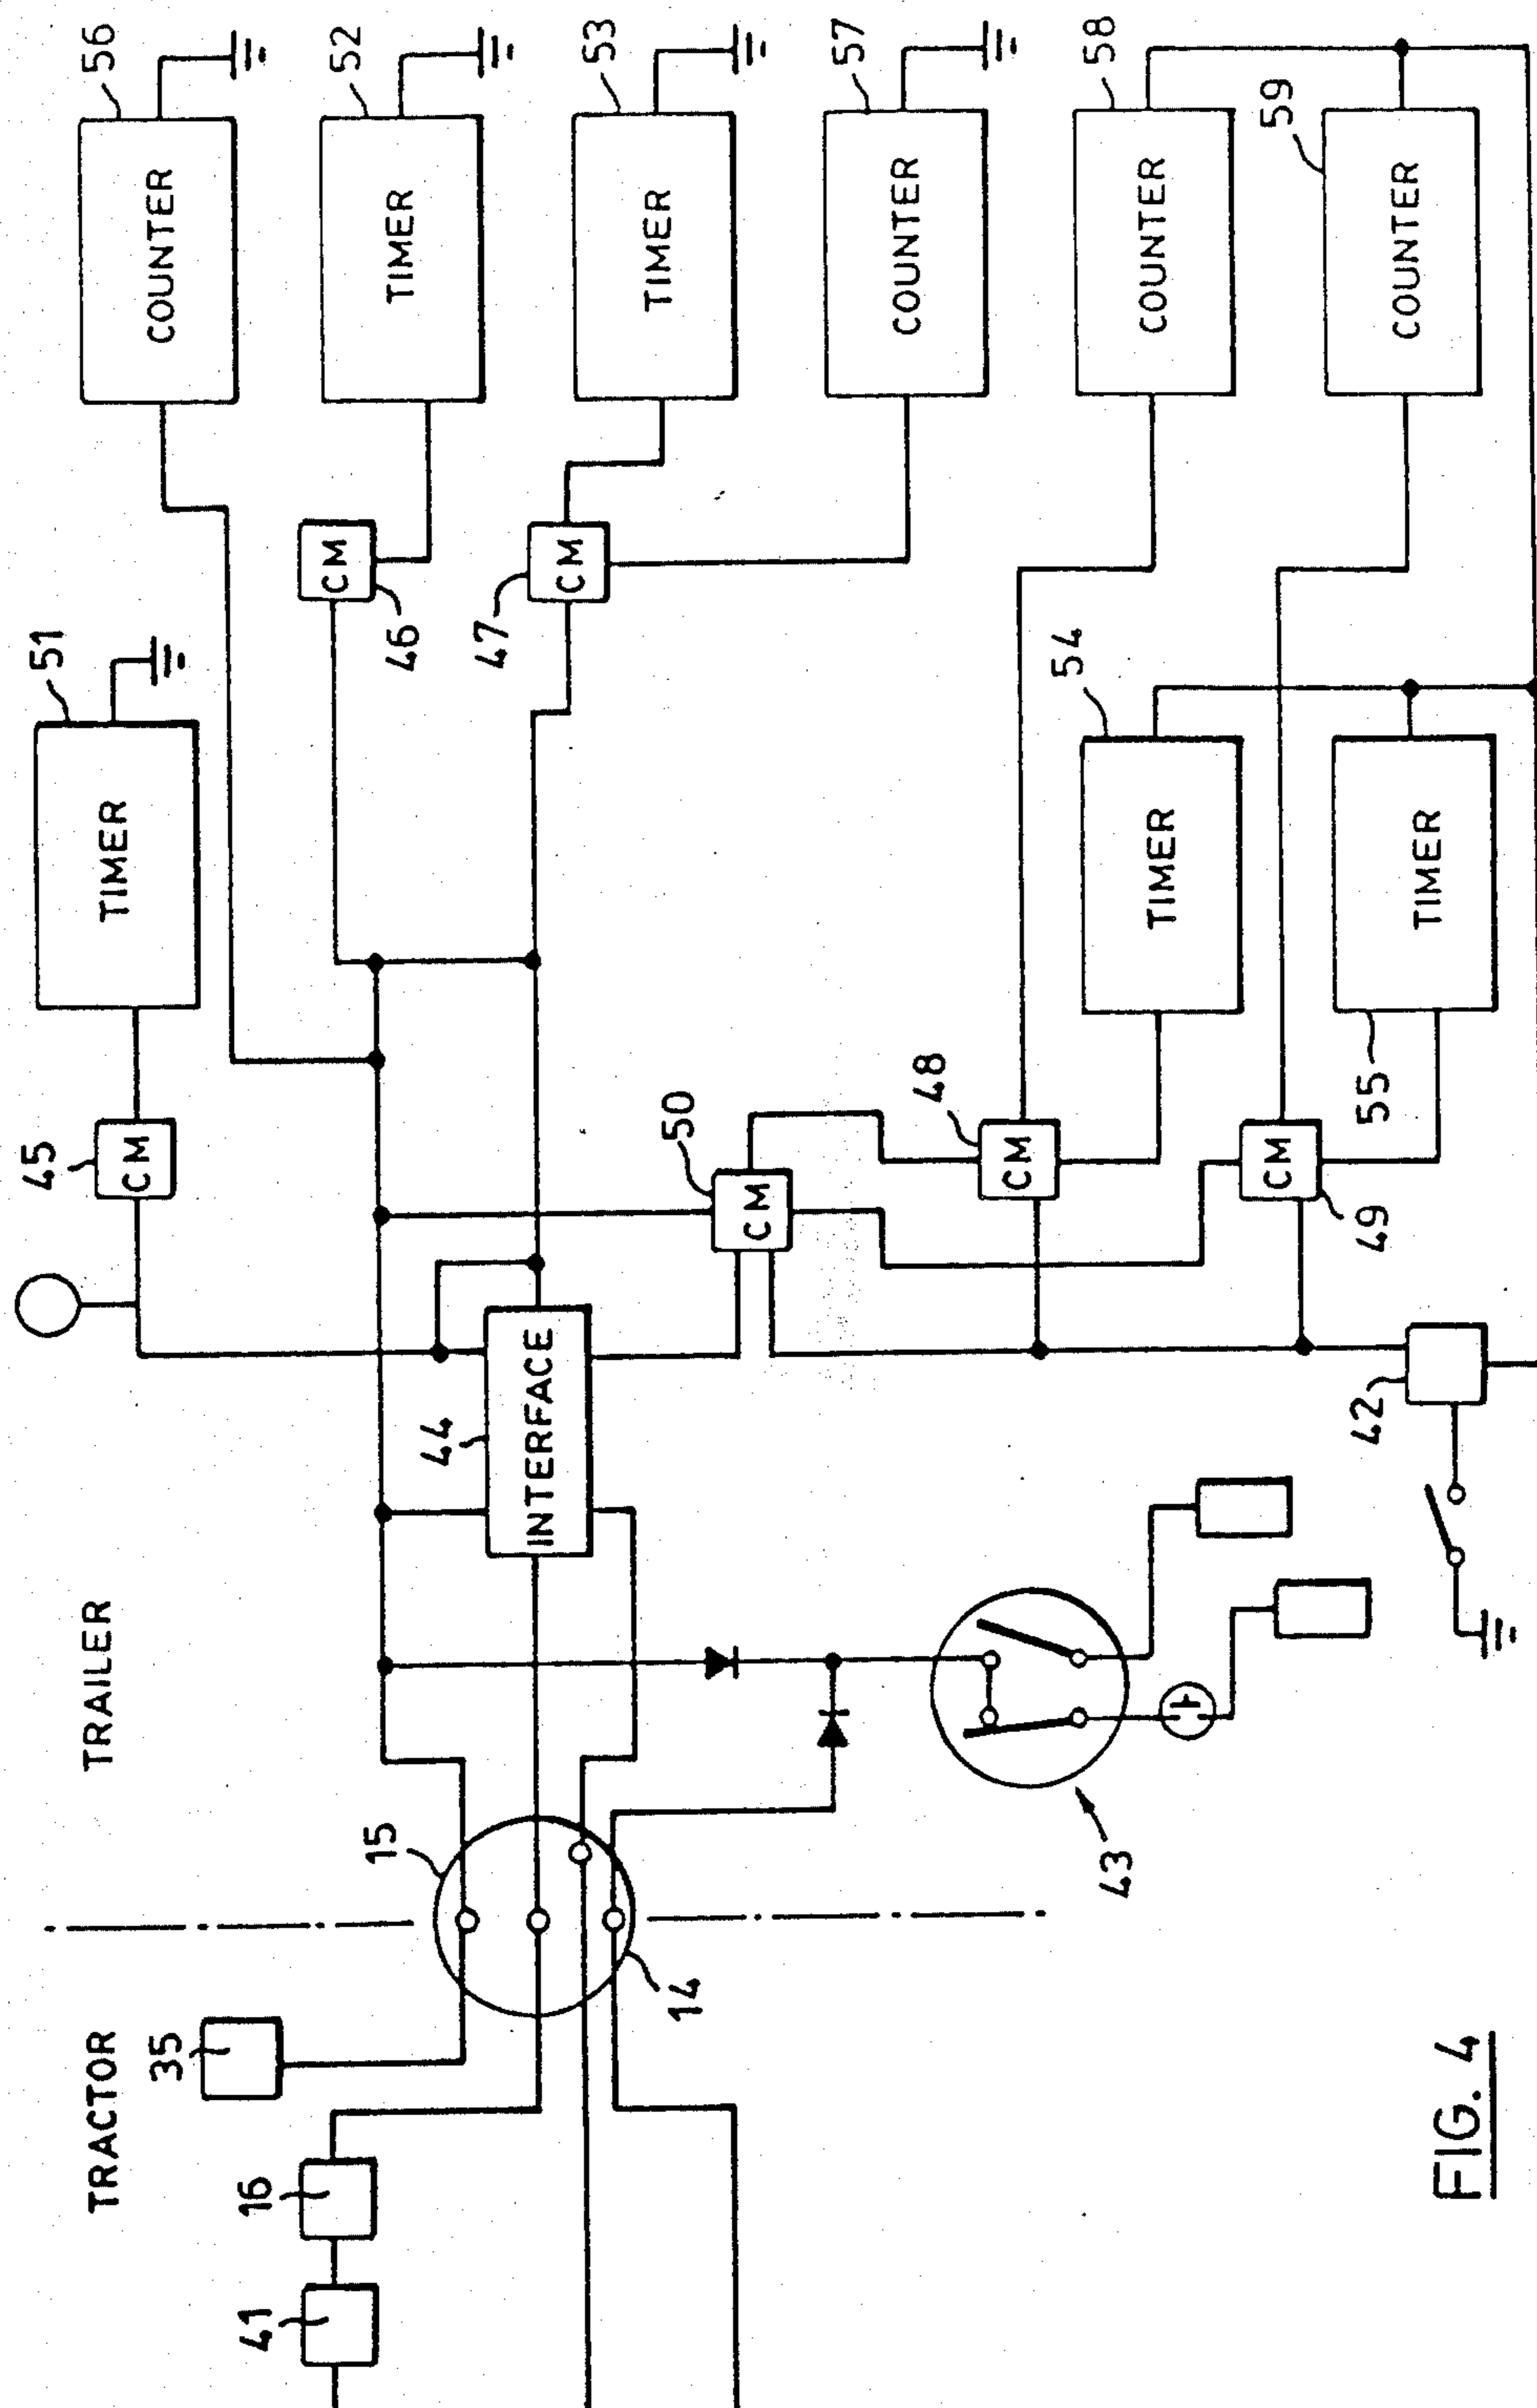 TRACTOR
TRAILER
41
16
35
15
14
43
44
INTERFACE
42
45
CM
51
TIMER
56
COUNTER
46
CM
52
TIMER
47
CM
53
TIMER
57
COUNTER
50
CM
48
CM
58
COUNTER
54
TIMER
49
CM
59
COUNTER
55
TIMER
FIG. 4